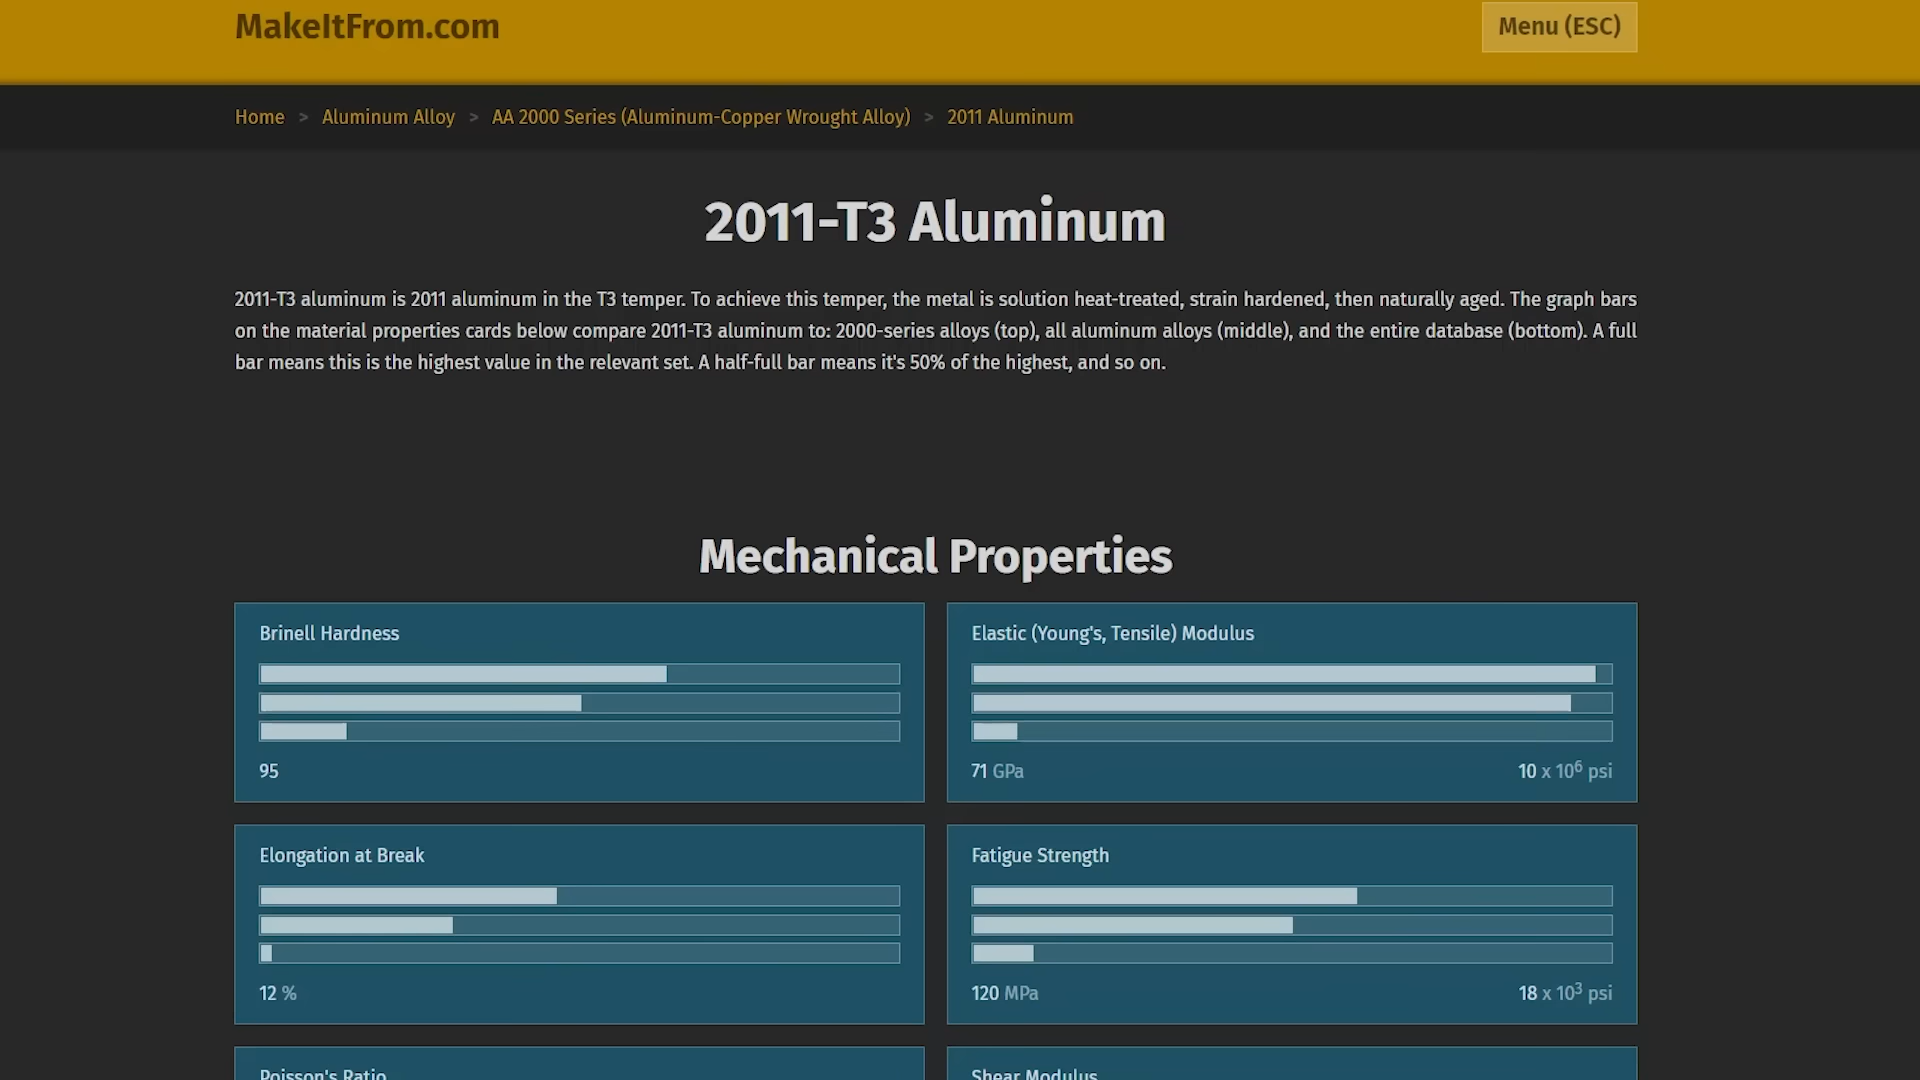 MakeItFrom.com
Menu (ESC)
Home > Aluminum Alloy > AA 2000 Series (Aluminum-Copper Wrought Alloy) > 2011 Aluminum
2011-T3 Aluminum
2011-T3 aluminum is 2011 aluminum in the T3 temper. To achieve this temper, the metal is solution heat-treated, strain hardened, then naturally aged. The graph bars
on the material properties cards below compare 2011-T3 aluminum to: 2000-series alloys (top), all aluminum alloys (middle), and the entire database (bottom). A full
bar means this is the highest value in the relevant set. A half-full bar means it's 50% of the highest, and so on.
Mechanical Properties
Brinell Hardness
95
Elastic (Young's, Tensile) Modulus
71 GPa
10 x 10⁶ psi
Elongation at Break
12 %
Fatigue Strength
120 MPa
18 x 10³ psi
Poisson's Ratio
Shear Modulus